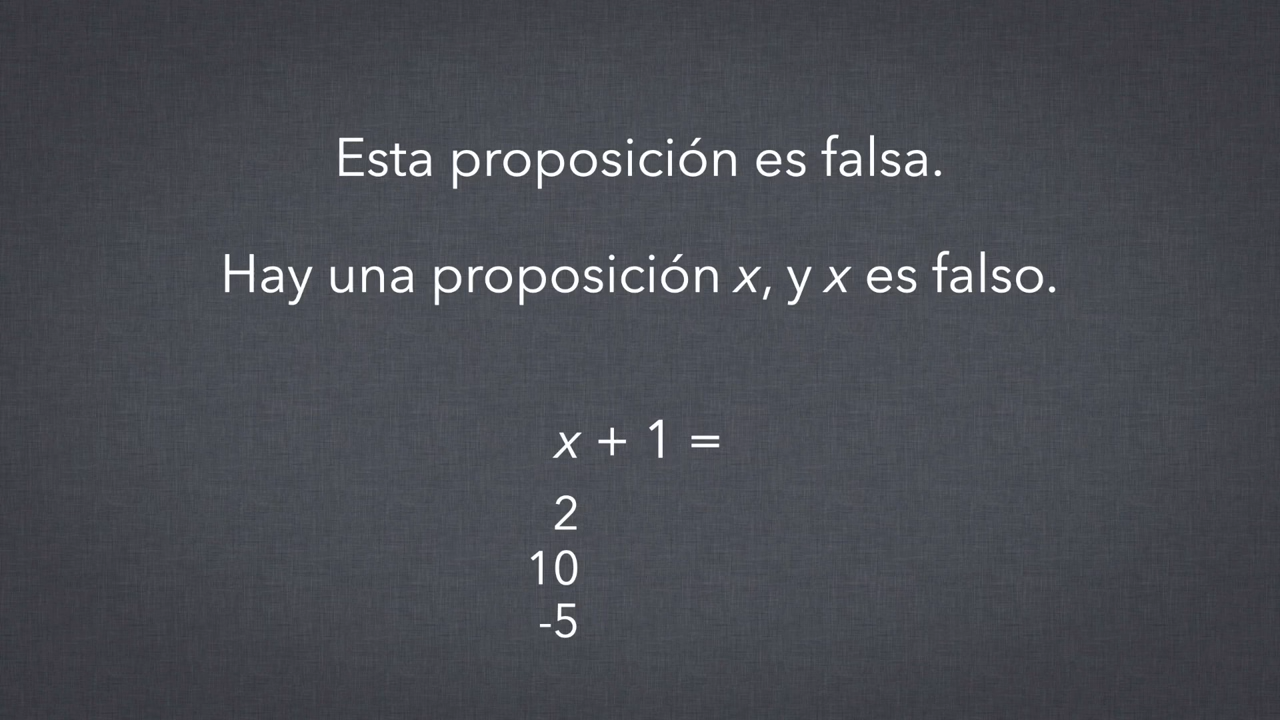 Esta proposición es falsa.
Hay una proposición x, y x es falso.
x + 1 =
2
10
-5